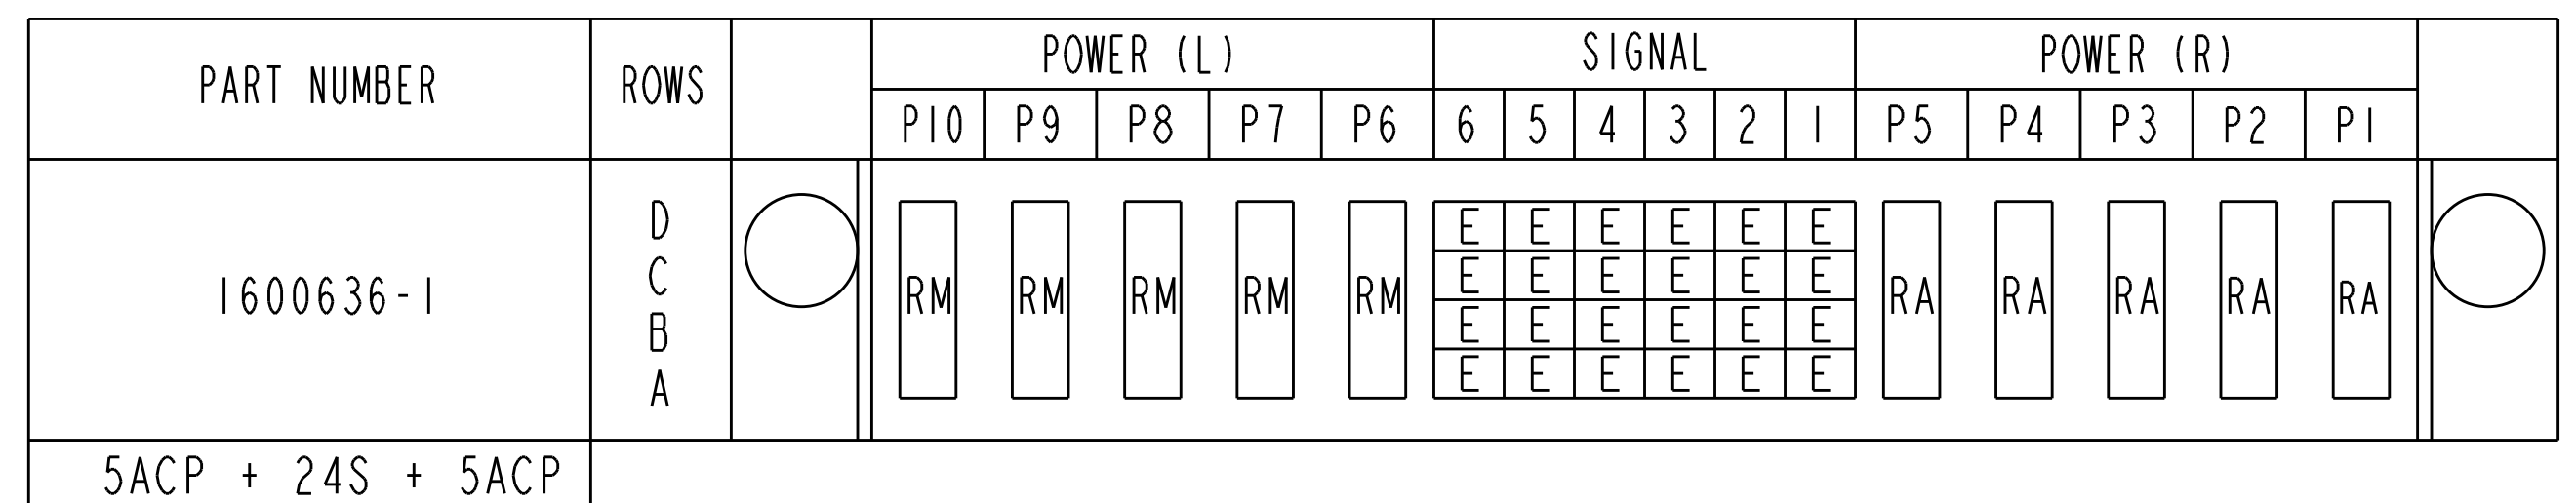 PART NUMBER ROWS POWER (L) SIGNAL POWER (R)
P10 P9 P8 P7 P6 6 5 4 3 2 1 P5 P4 P3 P2 P1
D E E E E E E
C E E E E E E
1600636-1 RM RM RM RM RM RA RA RA RA RA
B E E E E E E
A E E E E E E
5ACP + 24S + 5ACP